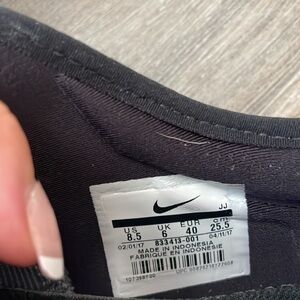 JJ
US UK EUR cm
8.5 6 40 25.5
02/01/17 833413-001 04/11/17
MADE IN INDONESIA
FABRIQUÉ EN INDONÉSIE